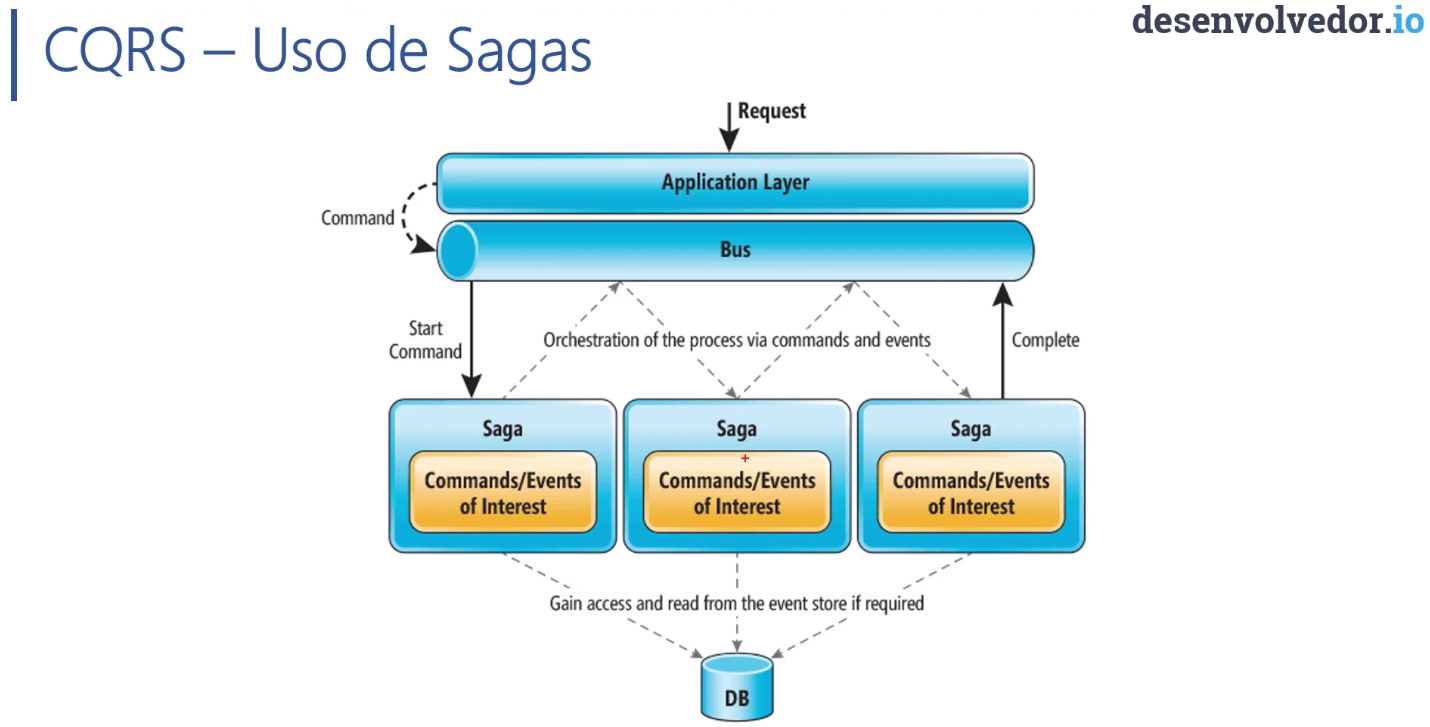 CQRS – Uso de Sagas
desenvolvedor.io
Request
Application Layer
Command
Bus
Start
Command
Orchestration of the process via commands and events
Complete
Saga
Commands/Events
of Interest
Saga
Commands/Events
of Interest
Saga
Commands/Events
of Interest
Gain access and read from the event store if required
DB